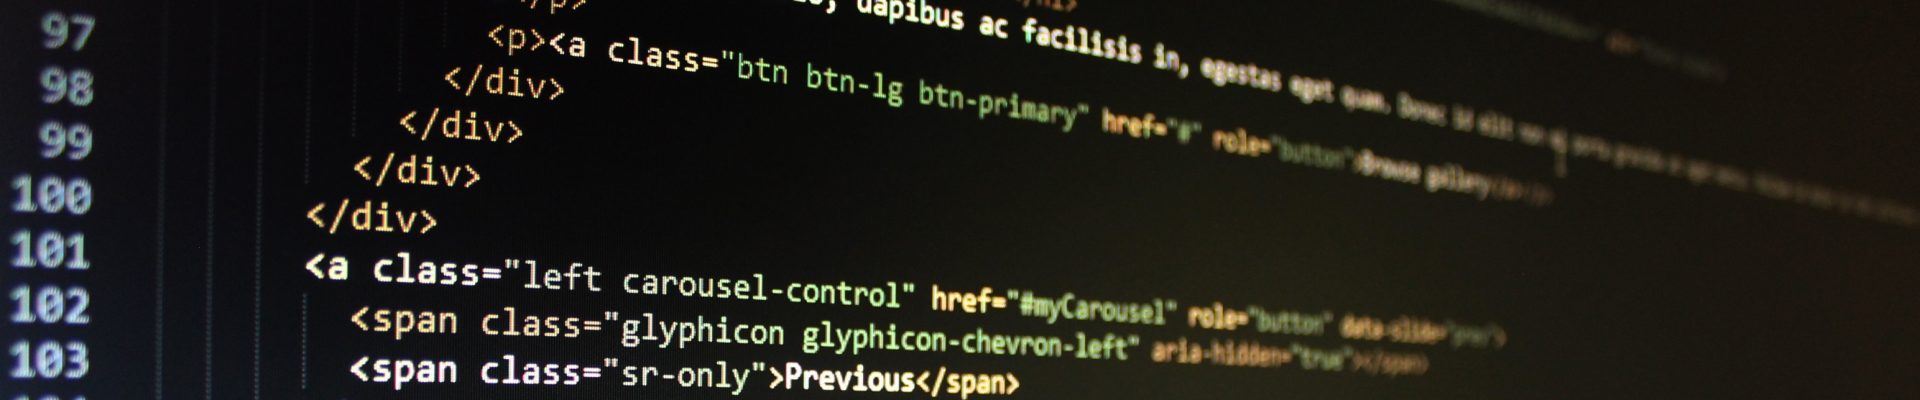 dapibus ac facilisis in, egestas eget quam. Donec id elit non mi porta gravida at eget metus.
<p><a class="btn btn-lg btn-primary" href="#" role="button">Browse gallery</a></p>
97 </div>
98 </div>
99 </div>
100 </div>
101 <a class="left carousel-control" href="#myCarousel" role="button" data-slide="prev">
102 <span class="glyphicon glyphicon-chevron-left" aria-hidden="true"></span>
103 <span class="sr-only">Previous</span>